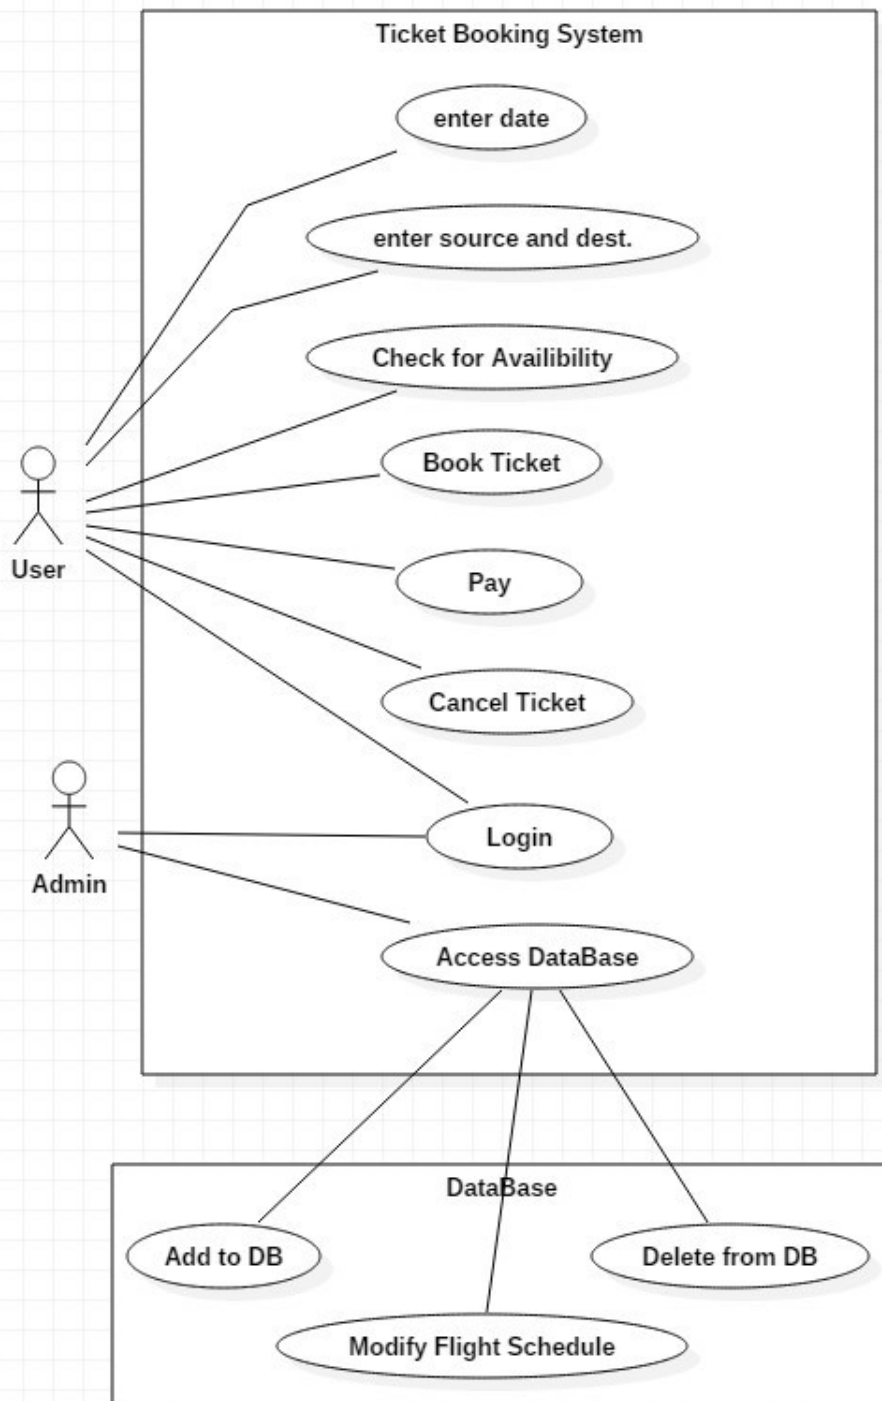 Ticket Booking System
enter date
enter source and dest.
Check for Availibility
Book Ticket
User
Pay
Cancel Ticket
Login
Admin
Access DataBase
DataBase
Add to DB
Delete from DB
Modify Flight Schedule